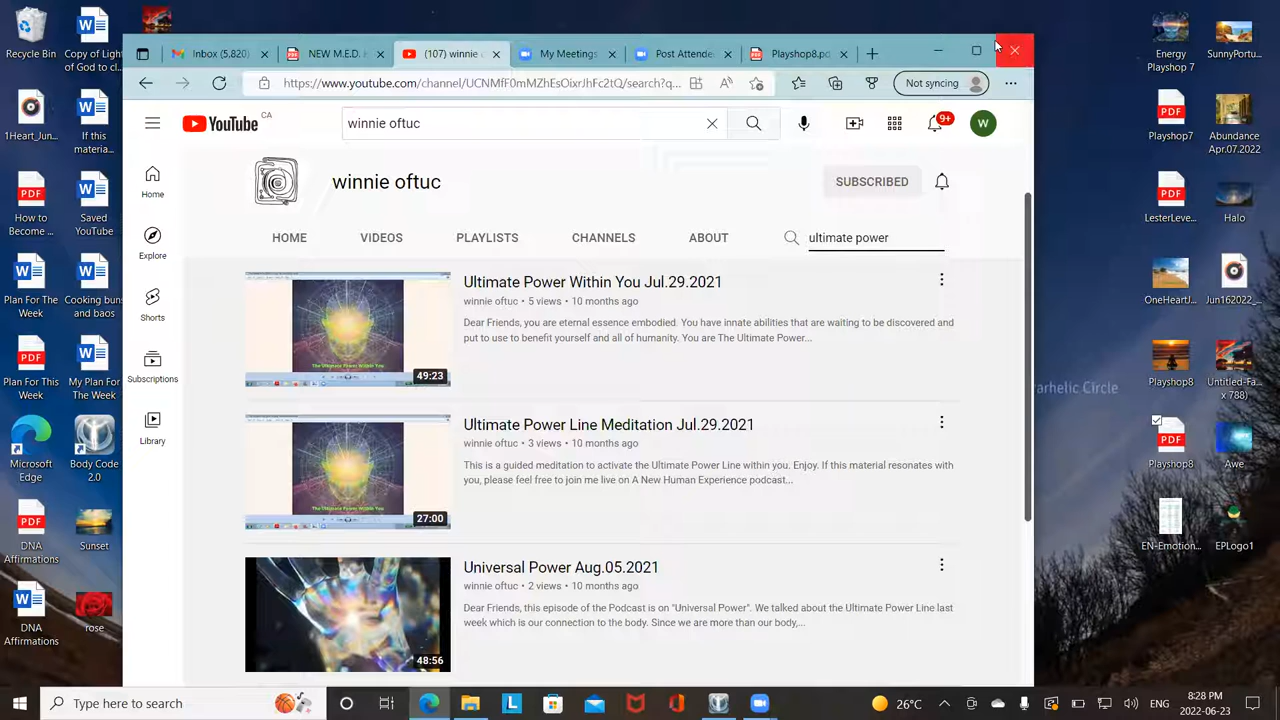 Recycle Bin
Copy of Light
of God to cl...
1Heart_Jun...
If this
materia...
How to
Become ...
Saved
YouTube
Plan For The
Week
Cooking buns
and baos
Plan For This
Week
My Plan For
The Week
Microsoft
Edge
Body Code
2.0
DNA
Affirmations
Sunset
DNA
Affirmations
rose
Inbox (5,820)
NEW M.E.D. H
(107) winnie
My Meetings
Post Attende
Playshop8.pd
https://www.youtube.com/channel/UCNMfF0mMZhEsOixrJhFc2tQ/search?q...
Not syncing
YouTube CA
winnie oftuc
9+
W
Home
Explore
Shorts
Subscriptions
Library
winnie oftuc
SUBSCRIBED
HOME VIDEOS PLAYLISTS CHANNELS ABOUT
ultimate power
Ultimate Power Within You Jul.29.2021
winnie oftuc • 5 views • 10 months ago
Dear Friends, you are eternal essence embodied. You have innate abilities that are waiting to be discovered and
put to use to benefit yourself and all of humanity. You are The Ultimate Power...
The Ultimate Power Within You
49:23
Ultimate Power Line Meditation Jul.29.2021
winnie oftuc • 3 views • 10 months ago
This is a guided meditation to activate the Ultimate Power Line within you. Enjoy. If this material resonates with
you, please feel free to join me live on A New Human Experience podcast...
The Ultimate Power Within You
27:00
Universal Power Aug.05.2021
winnie oftuc • 2 views • 10 months ago
Dear Friends, this episode of the Podcast is on "Universal Power". We talked about the Ultimate Power Line last
week which is our connection to the body. Since we are more than our body,...
48:56
Energy
Playshop 7
SunnyPortu...
Playshop7
Abundance
Apr.07.2022
LesterLeve...
Halo
OneHeartJ...
Jun162022_...
Playshop8
Untitled-Fa...
x 788)
arhelic Circle
Playshop8
Awe
EN-Emotion...
EPLogo1
Type here to search
26°C
ENG
8:28 PM
2022-06-23